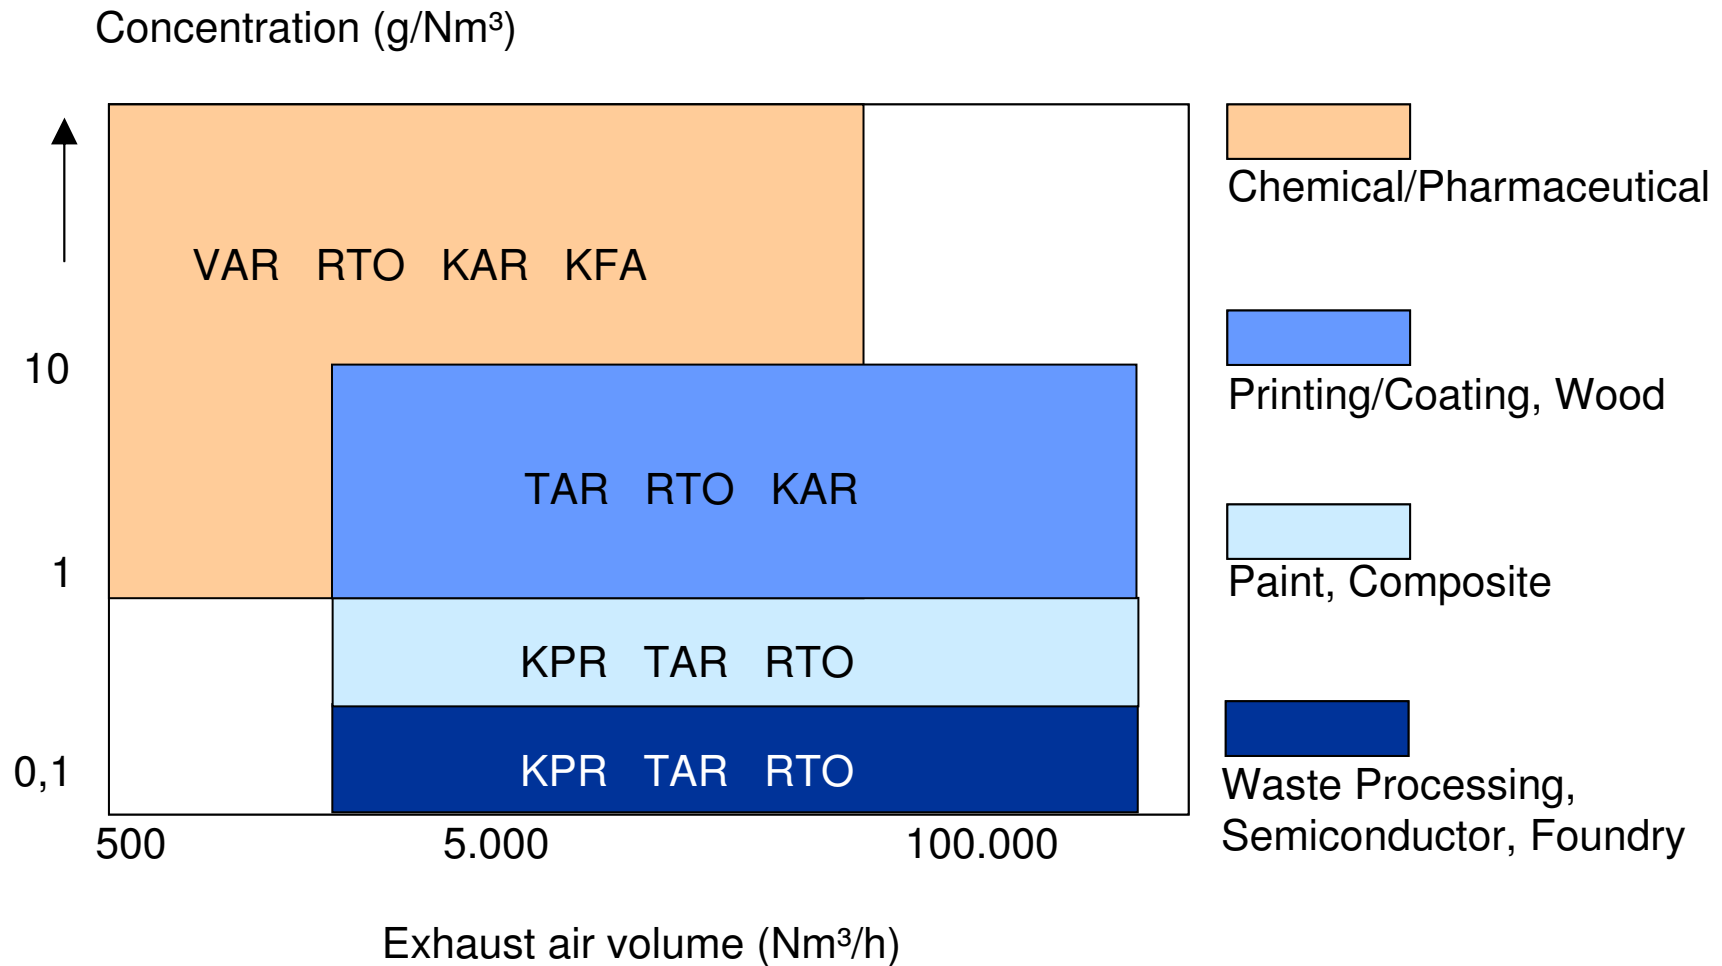 Concentration (g/Nm³)
Chemical/Pharmaceutical
VAR RTO KAR KFA
10
Printing/Coating, Wood
TAR RTO KAR
1
Paint, Composite
KPR TAR RTO
0,1
KPR TAR RTO
Waste Processing,
Semiconductor, Foundry
500 5.000 100.000
Exhaust air volume (Nm³/h)